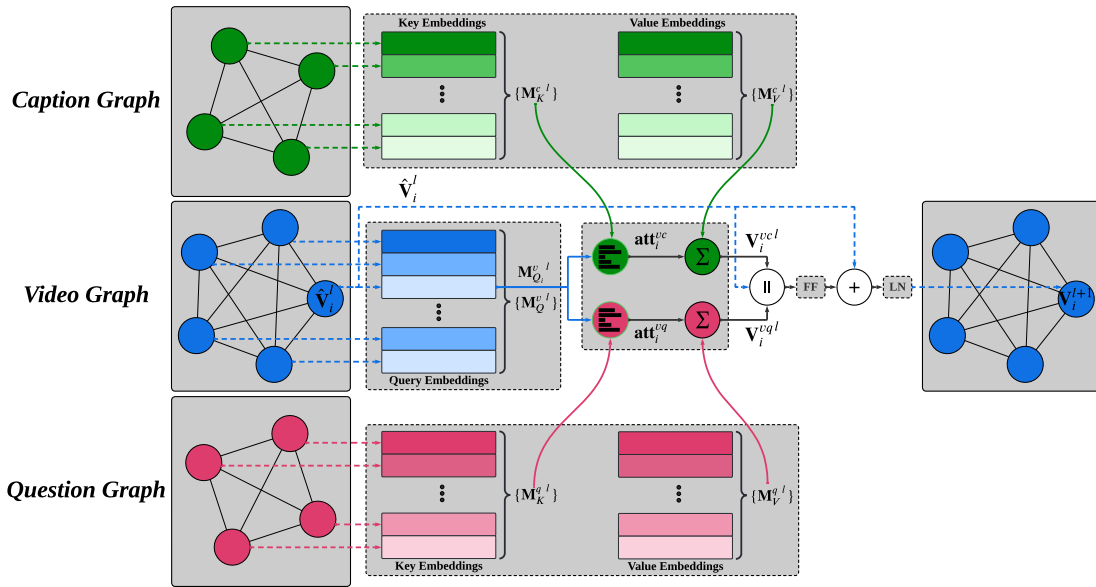 Key Embeddings
Value Embeddings
Caption Graph
{M_K^{c l}}
{M_V^{c l}}
V̂_i^l
att_i^{vc}
V_i^{vc l}
Video Graph
V̂_i^l
M_{Q_i}^{v l}
{M_Q^{v l}}
Σ
||
FF
+
LN
V_i^{l+1}
Σ
att_i^{vq}
V_i^{vq l}
Query Embeddings
Question Graph
{M_K^{q l}}
{M_V^{q l}}
Key Embeddings
Value Embeddings